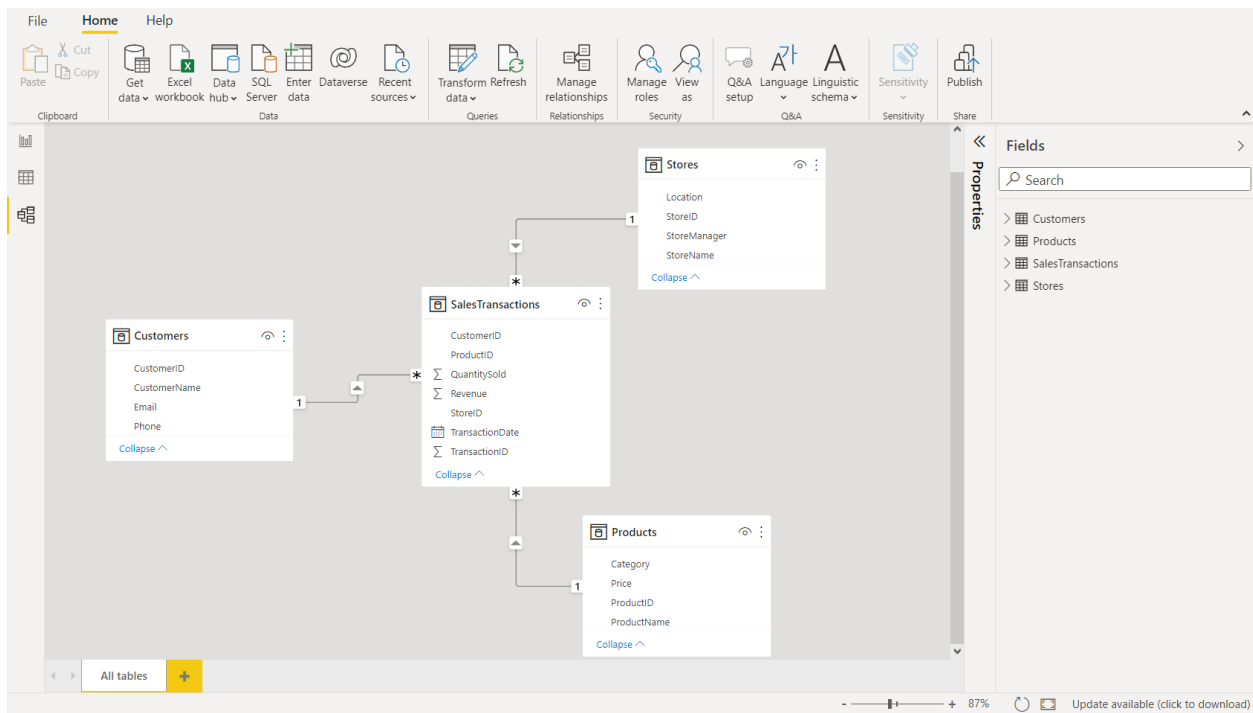 File Home Help
Paste
Cut
Copy
Clipboard
Get data
Excel workbook
Data hub
SQL Server
Enter data
Dataverse
Recent sources
Data
Transform data
Refresh
Queries
Manage relationships
Relationships
Manage roles
View as
Security
Q&A setup
Language
Linguistic schema
Q&A
Sensitivity
Sensitivity
Publish
Share
Stores
Location
StoreID
StoreManager
StoreName
Collapse
1
*
SalesTransactions
CustomerID
ProductID
QuantitySold
Revenue
StoreID
TransactionDate
TransactionID
Collapse
Customers
CustomerID
CustomerName
Email
Phone
Collapse
1
*
*
Products
Category
Price
ProductID
ProductName
Collapse
1
Properties
Fields
Search
Customers
Products
SalesTransactions
Stores
All tables
+
- + 87%
Update available (click to download)